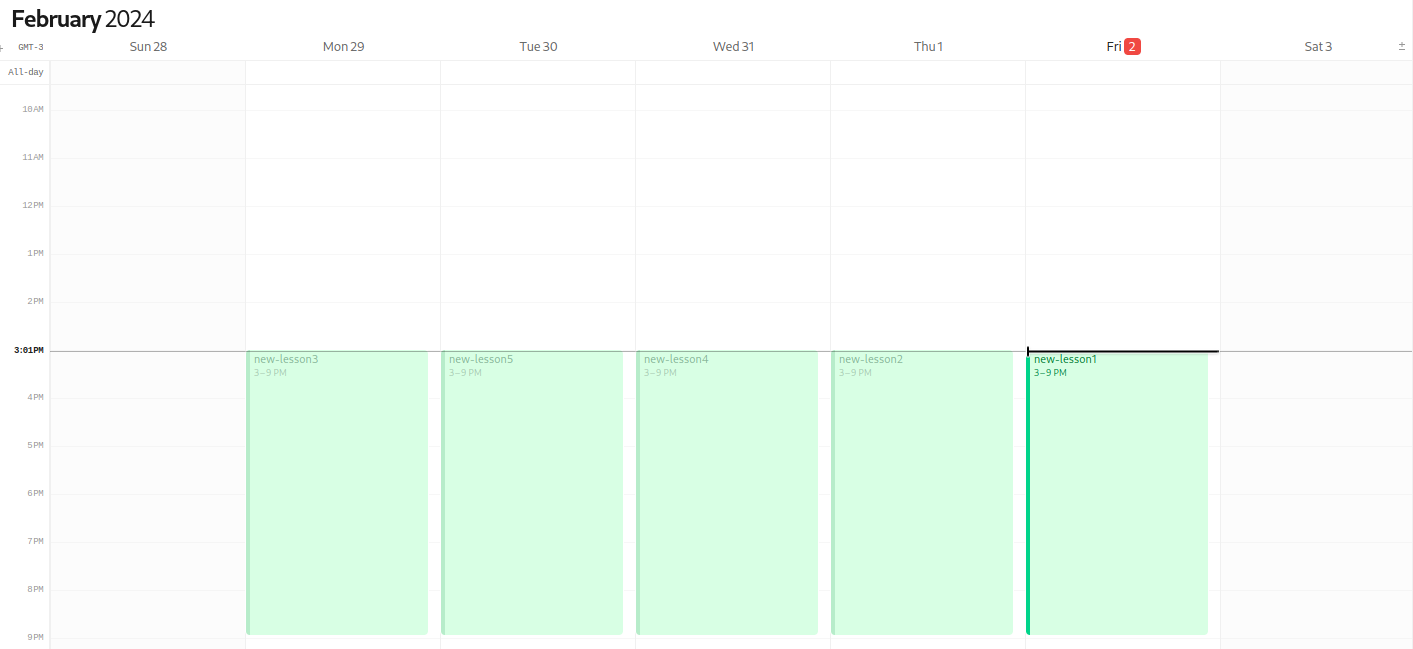 February 2024
GMT-3 Sun 28 Mon 29 Tue 30 Wed 31 Thu 1 Fri 2 Sat 3
All-day
10AM
11AM
12PM
1PM
2PM
3:01PM
new-lesson3 new-lesson5 new-lesson4 new-lesson2 new-lesson1
3–9 PM 3–9 PM 3–9 PM 3–9 PM 3–9 PM
4PM
5PM
6PM
7PM
8PM
9PM